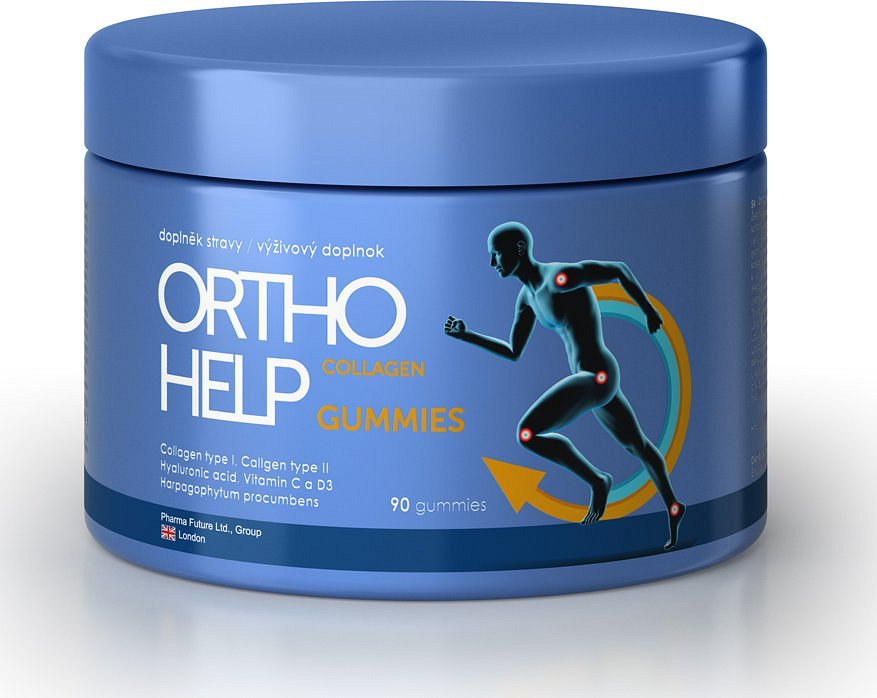 doplněk stravy / výživový doplnok
ORTHO
HELP
COLLAGEN
GUMMIES
Collagen type I, Callgen type II
Hyaluronic acid, Vitamin C a D3
Harpagophytum procumbens
90 gummies
Pharma Future Ltd., Group
London